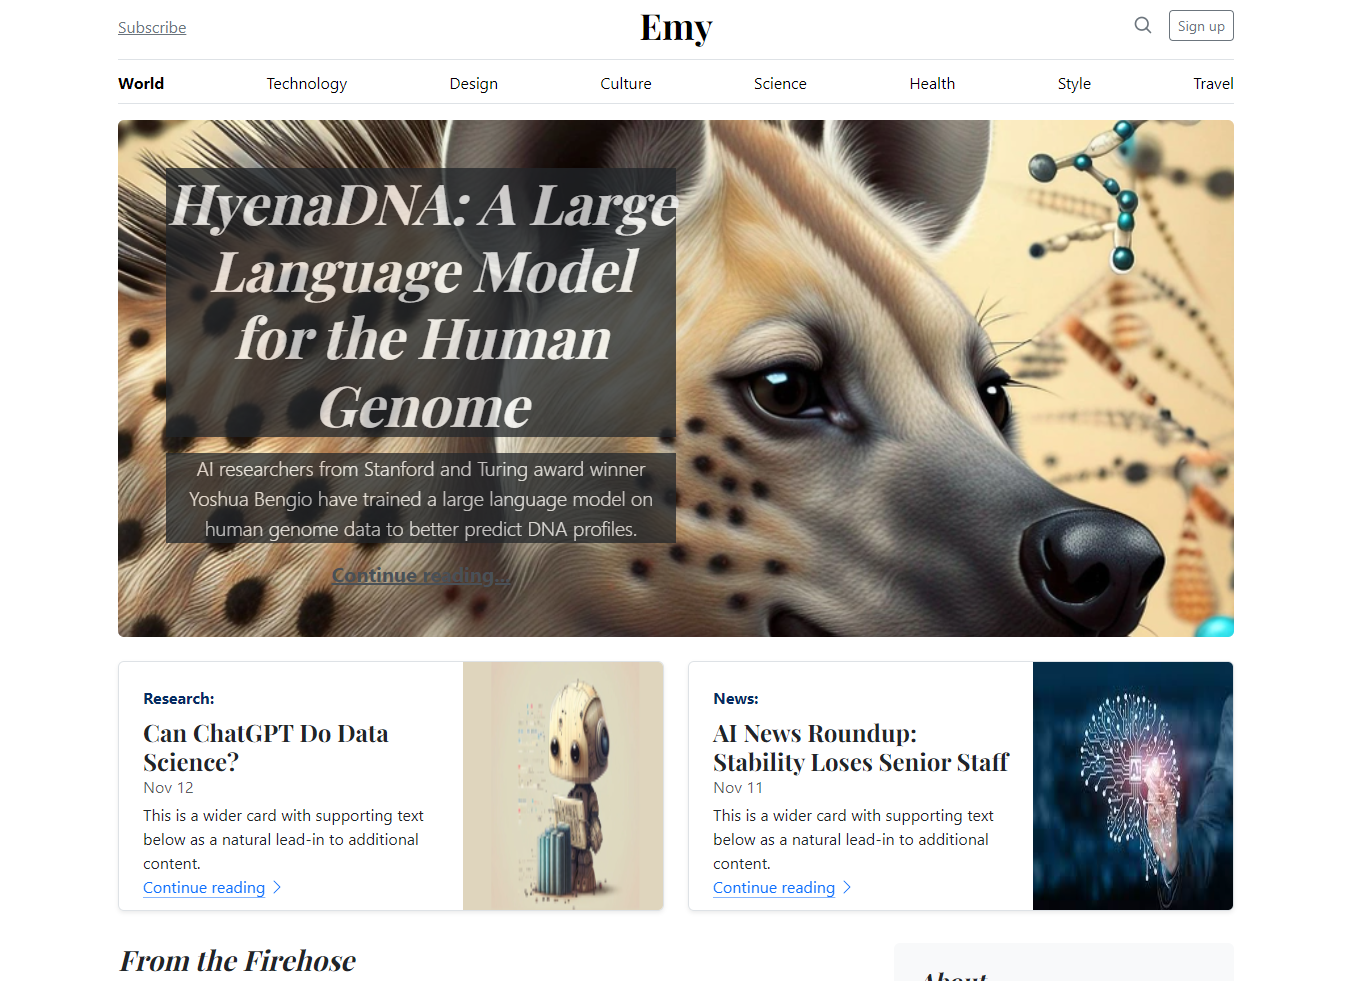 Subscribe
Emy
Sign up
World Technology Design Culture Science Health Style Travel
HyenaDNA: A Large
Language Model
for the Human
Genome
AI researchers from Stanford and Turing award winner
Yoshua Bengio have trained a large language model on
human genome data to better predict DNA profiles.
Continue reading...
Research:
Can ChatGPT Do Data
Science?
Nov 12
This is a wider card with supporting text
below as a natural lead-in to additional
content.
Continue reading
News:
AI News Roundup:
Stability Loses Senior Staff
Nov 11
This is a wider card with supporting text
below as a natural lead-in to additional
content.
Continue reading
AI
From the Firehose
About